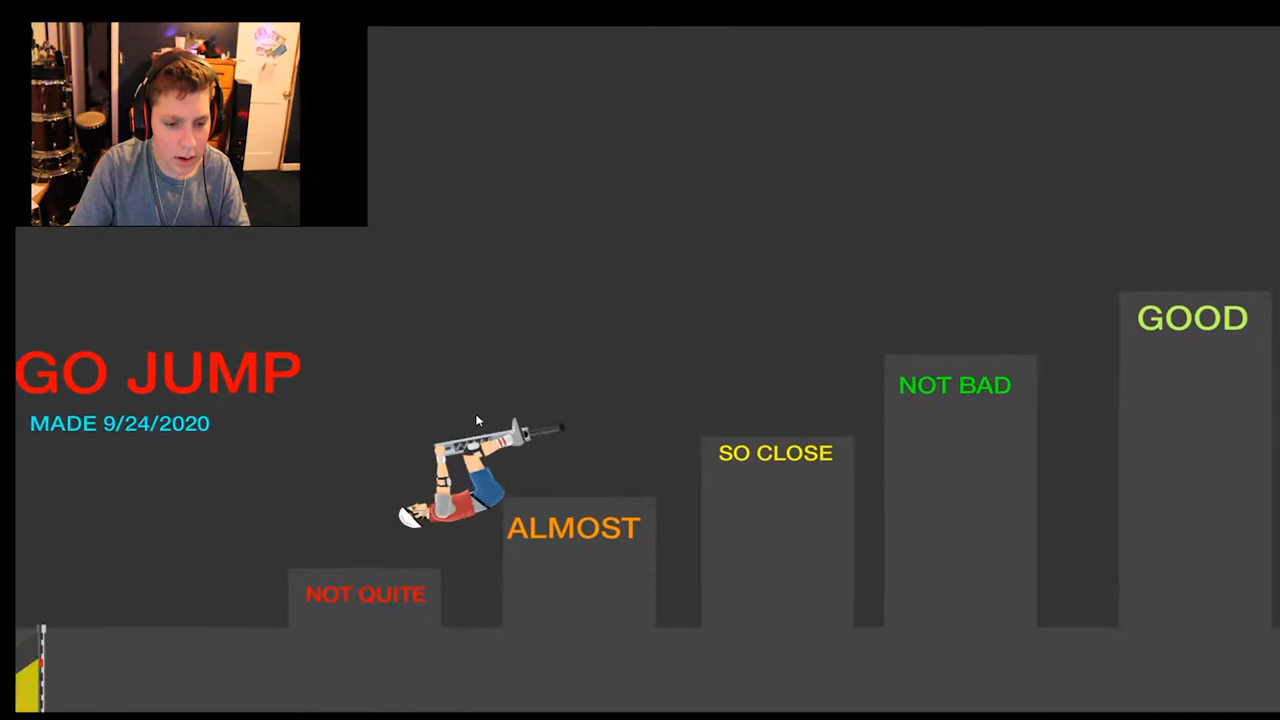 GO JUMP
MADE 9/24/2020
NOT QUITE
ALMOST
SO CLOSE
NOT BAD
GOOD